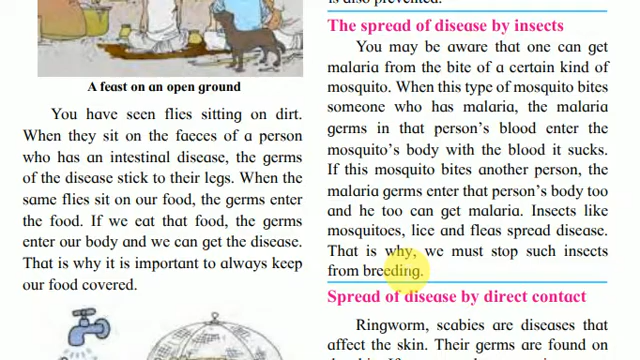 A feast on an open ground
You have seen flies sitting on dirt.
When they sit on the faeces of a person
who has an intestinal disease, the germs
of the disease stick to their legs. When the
same flies sit on our food, the germs enter
the food. If we eat that food, the germs
enter our body and we can get the disease.
That is why it is important to always keep
our food covered.
is also prevented.
The spread of disease by insects
You may be aware that one can get
malaria from the bite of a certain kind of
mosquito. When this type of mosquito bites
someone who has malaria, the malaria
germs in that person's blood enter the
mosquito's body with the blood it sucks.
If this mosquito bites another person, the
malaria germs enter that person's body too
and he too can get malaria. Insects like
mosquitoes, lice and fleas spread disease.
That is why, we must stop such insects
from breeding.
Spread of disease by direct contact
Ringworm, scabies are diseases that
affect the skin. Their germs are found on